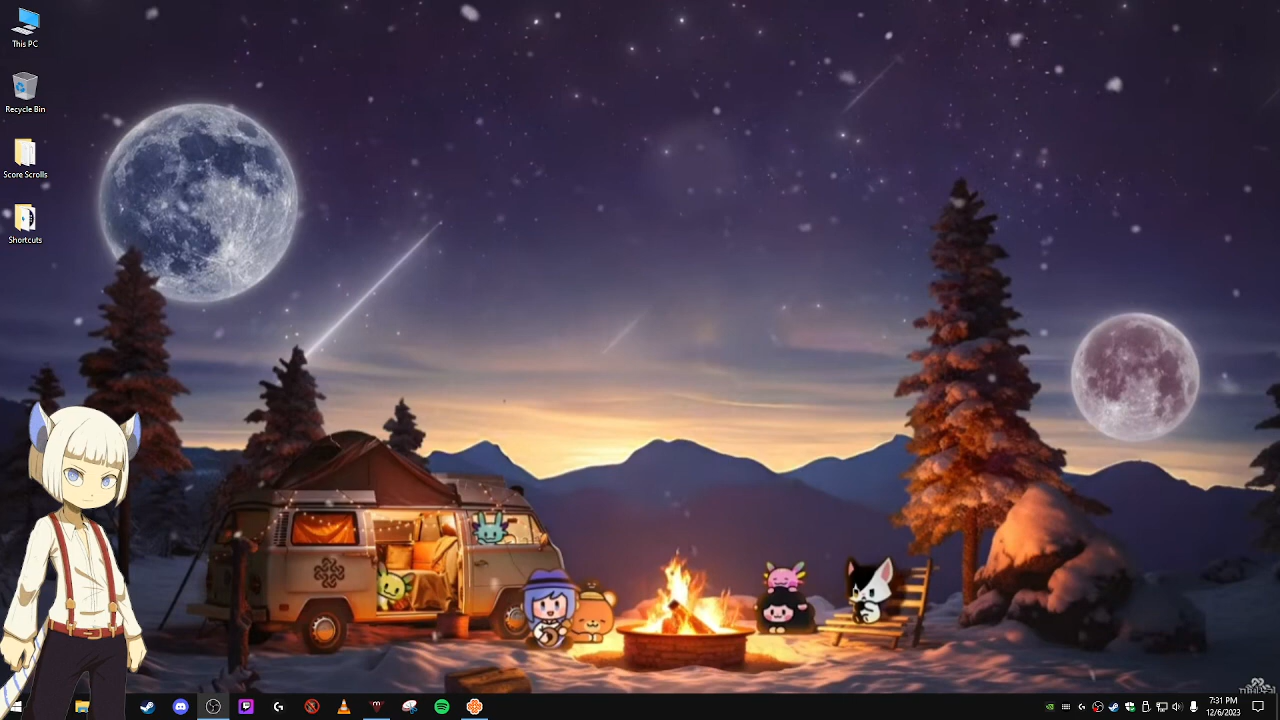 This PC
Recycle Bin
Score Scrolls
Shortcuts
7:31 PM
12/6/2023